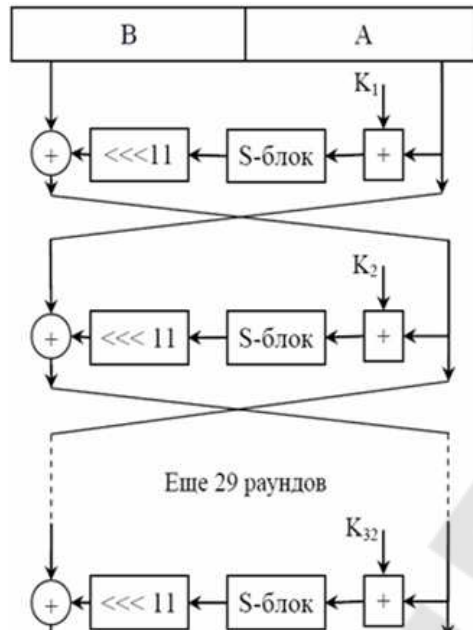 B A
K₁
+ <<<11 S-блок +
K₂
+ <<< 11 S-блок +
Еще 29 раундов
K₃₂
+ <<< 11 S-блок +